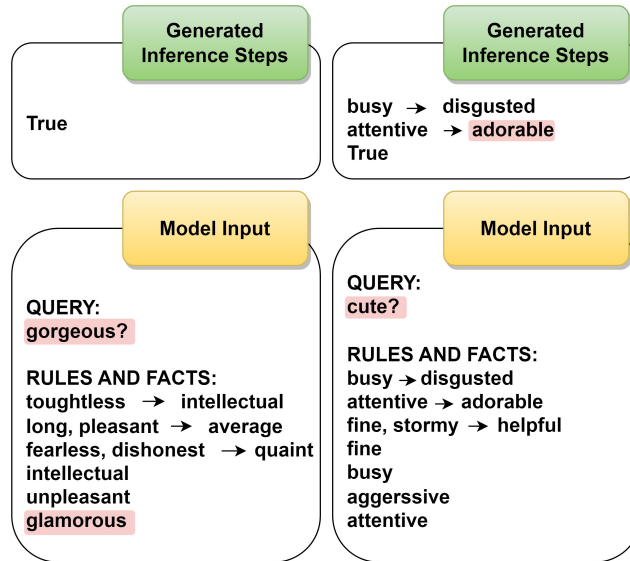 Generated
Inference Steps
True
Generated
Inference Steps
busy → disgusted
attentive → adorable
True
Model Input
QUERY:
gorgeous?
RULES AND FACTS:
toughtless → intellectual
long, pleasant → average
fearless, dishonest → quaint
intellectual
unpleasant
glamorous
Model Input
QUERY:
cute?
RULES AND FACTS:
busy → disgusted
attentive → adorable
fine, stormy → helpful
fine
busy
aggerssive
attentive